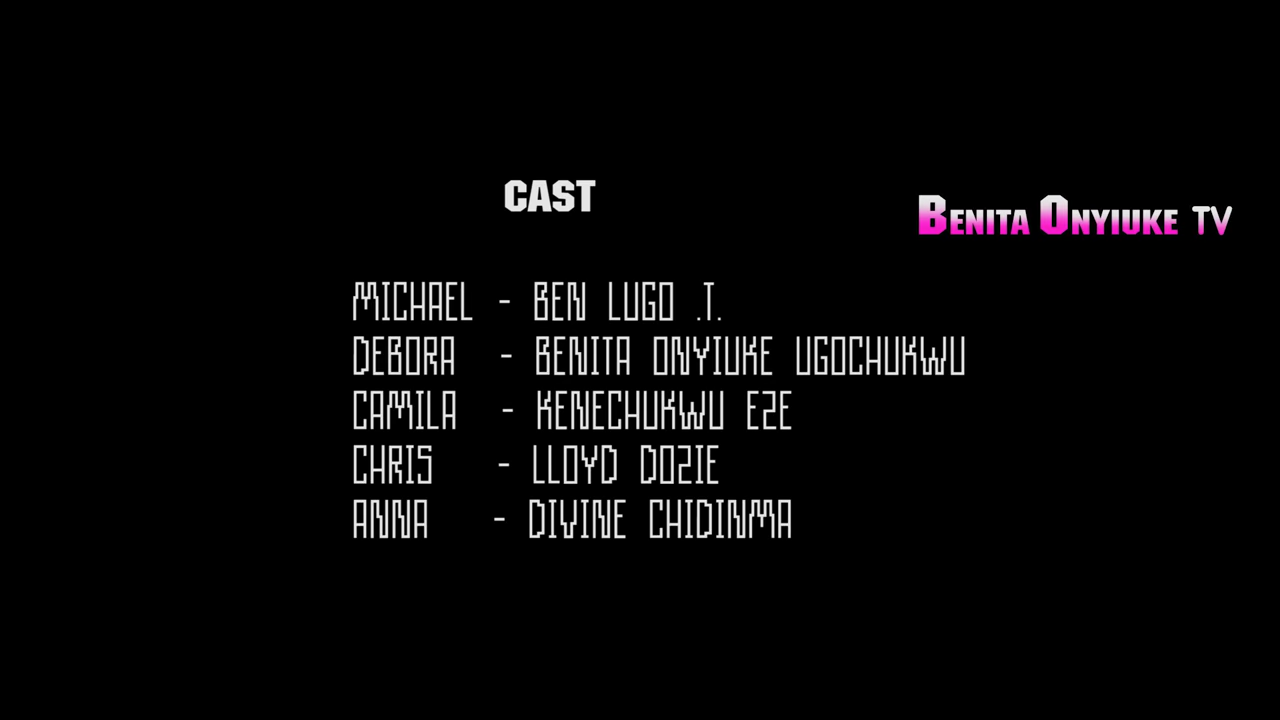 CAST
BENITA ONYIUKE TV
MICHAEL - BEN LUGO .T.
DEBORA - BENITA ONYIUKE UGOCHUKWU
CAMILA - KENECHUKWU EZE
CHRIS - LLOYD DOZIE
ANNA - DIVINE CHIDINMA